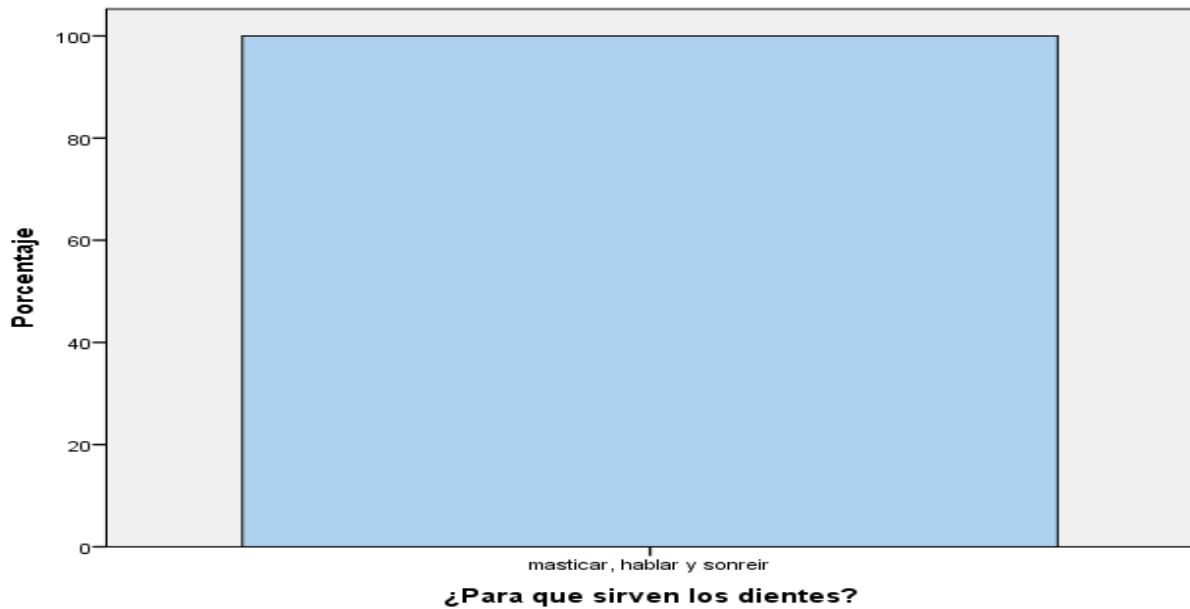 Porcentaje
100
80
60
40
20
0
masticar, hablar y sonreir
¿Para que sirven los dientes?